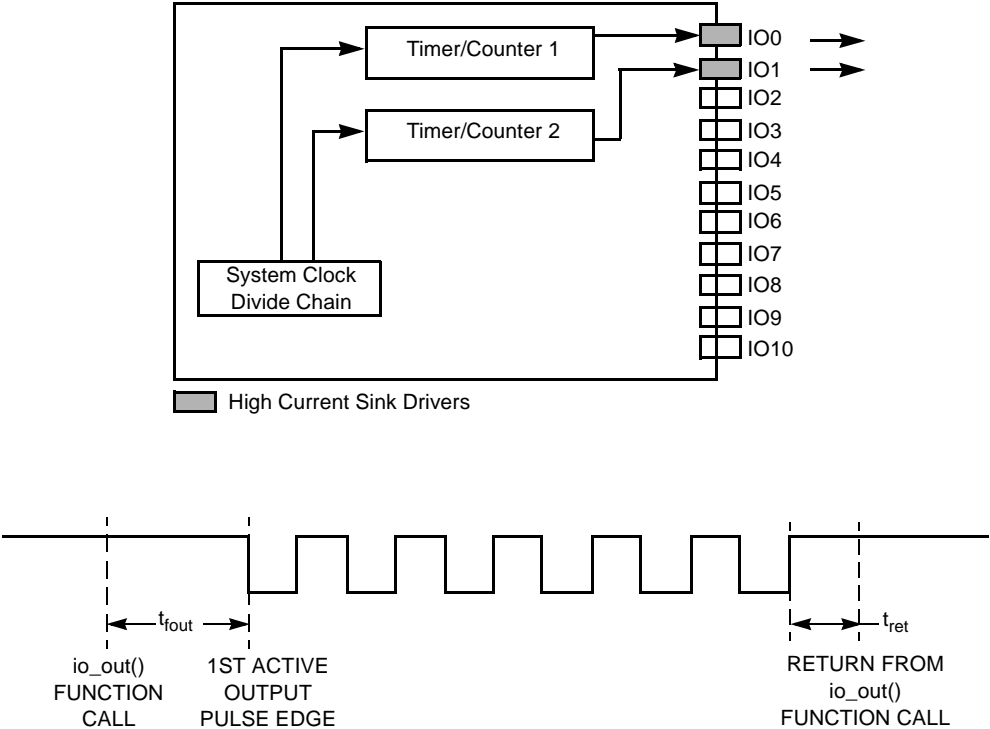 Timer/Counter 1
Timer/Counter 2
System Clock
Divide Chain
IO0
IO1
IO2
IO3
IO4
IO5
IO6
IO7
IO8
IO9
IO10
High Current Sink Drivers
tfout
tret
io_out()
FUNCTION
CALL
1ST ACTIVE
OUTPUT
PULSE EDGE
RETURN FROM
io_out()
FUNCTION CALL